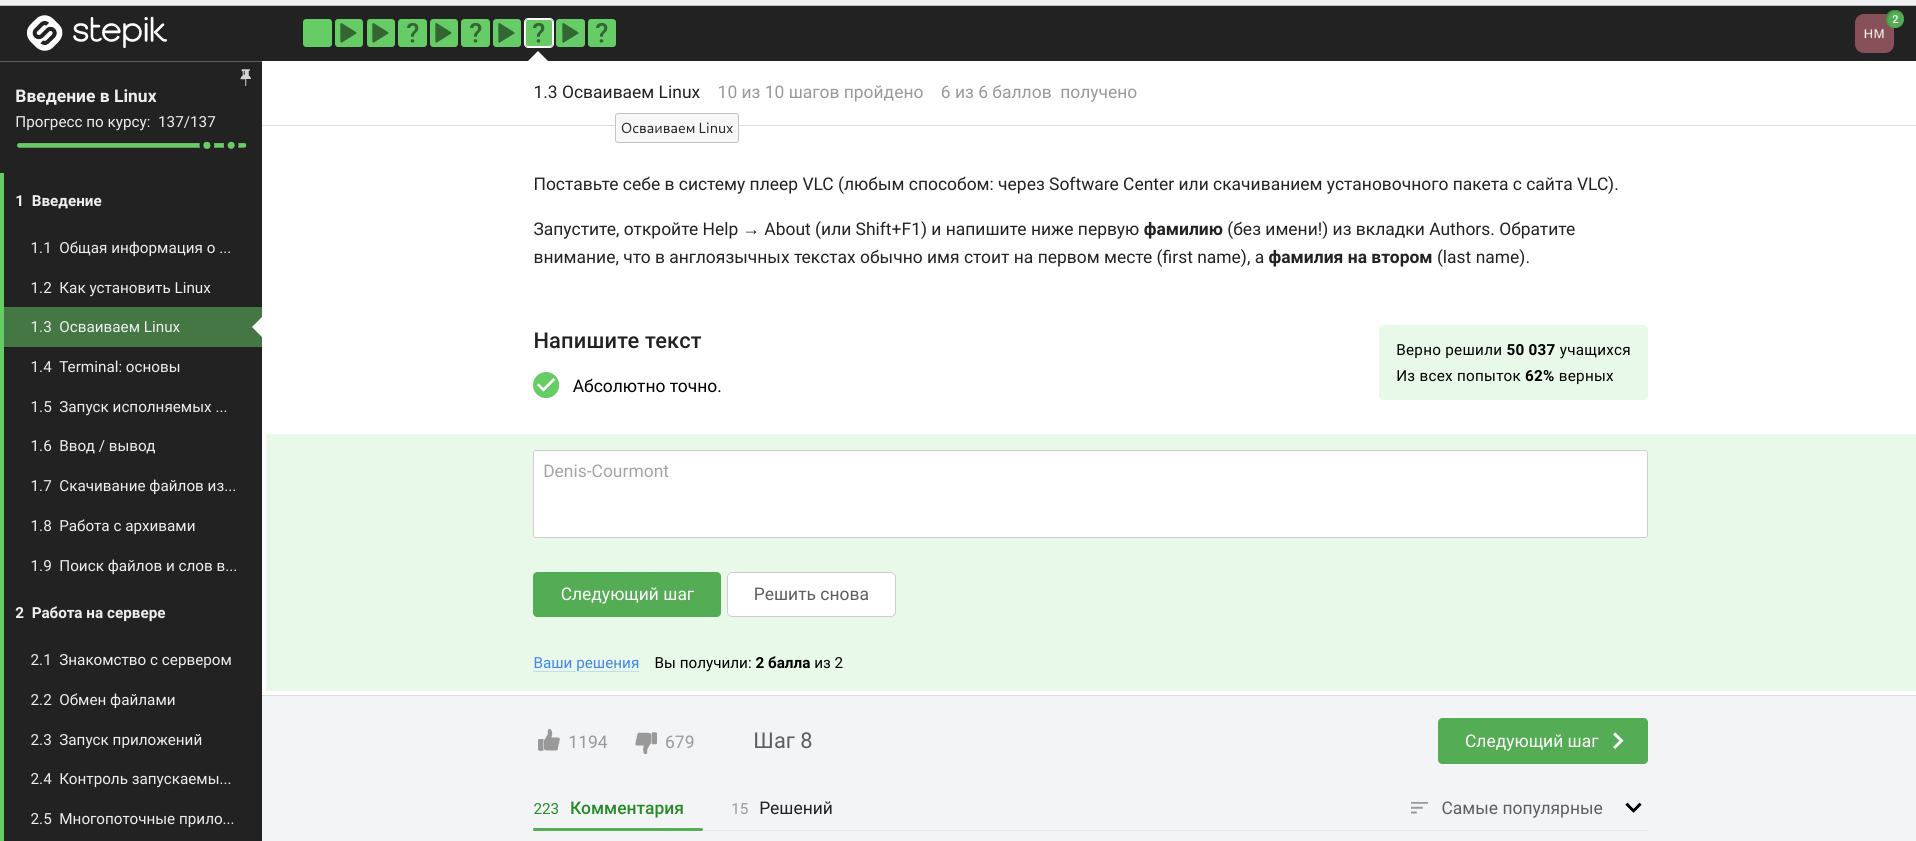 stepik
? ? ? ?
НМ
2
Введение в Linux
Прогресс по курсу: 137/137
1 Введение
1.1 Общая информация о ...
1.2 Как установить Linux
1.3 Осваиваем Linux
1.4 Terminal: основы
1.5 Запуск исполняемых ...
1.6 Ввод / вывод
1.7 Скачивание файлов из...
1.8 Работа с архивами
1.9 Поиск файлов и слов в...
2 Работа на сервере
2.1 Знакомство с сервером
2.2 Обмен файлами
2.3 Запуск приложений
2.4 Контроль запускаемы...
2.5 Многопоточные прило...
1.3 Осваиваем Linux 10 из 10 шагов пройдено 6 из 6 баллов получено
Осваиваем Linux
Поставьте себе в систему плеер VLC (любым способом: через Software Center или скачиванием установочного пакета с сайта VLC).
Запустите, откройте Help → About (или Shift+F1) и напишите ниже первую фамилию (без имени!) из вкладки Authors. Обратите
внимание, что в англоязычных текстах обычно имя стоит на первом месте (first name), а фамилия на втором (last name).
Напишите текст
Абсолютно точно.
Верно решили 50 037 учащихся
Из всех попыток 62% верных
Denis-Courmont
Следующий шаг Решить снова
Ваши решения Вы получили: 2 балла из 2
1194 679 Шаг 8
Следующий шаг
223 Комментария 15 Решений
Самые популярные